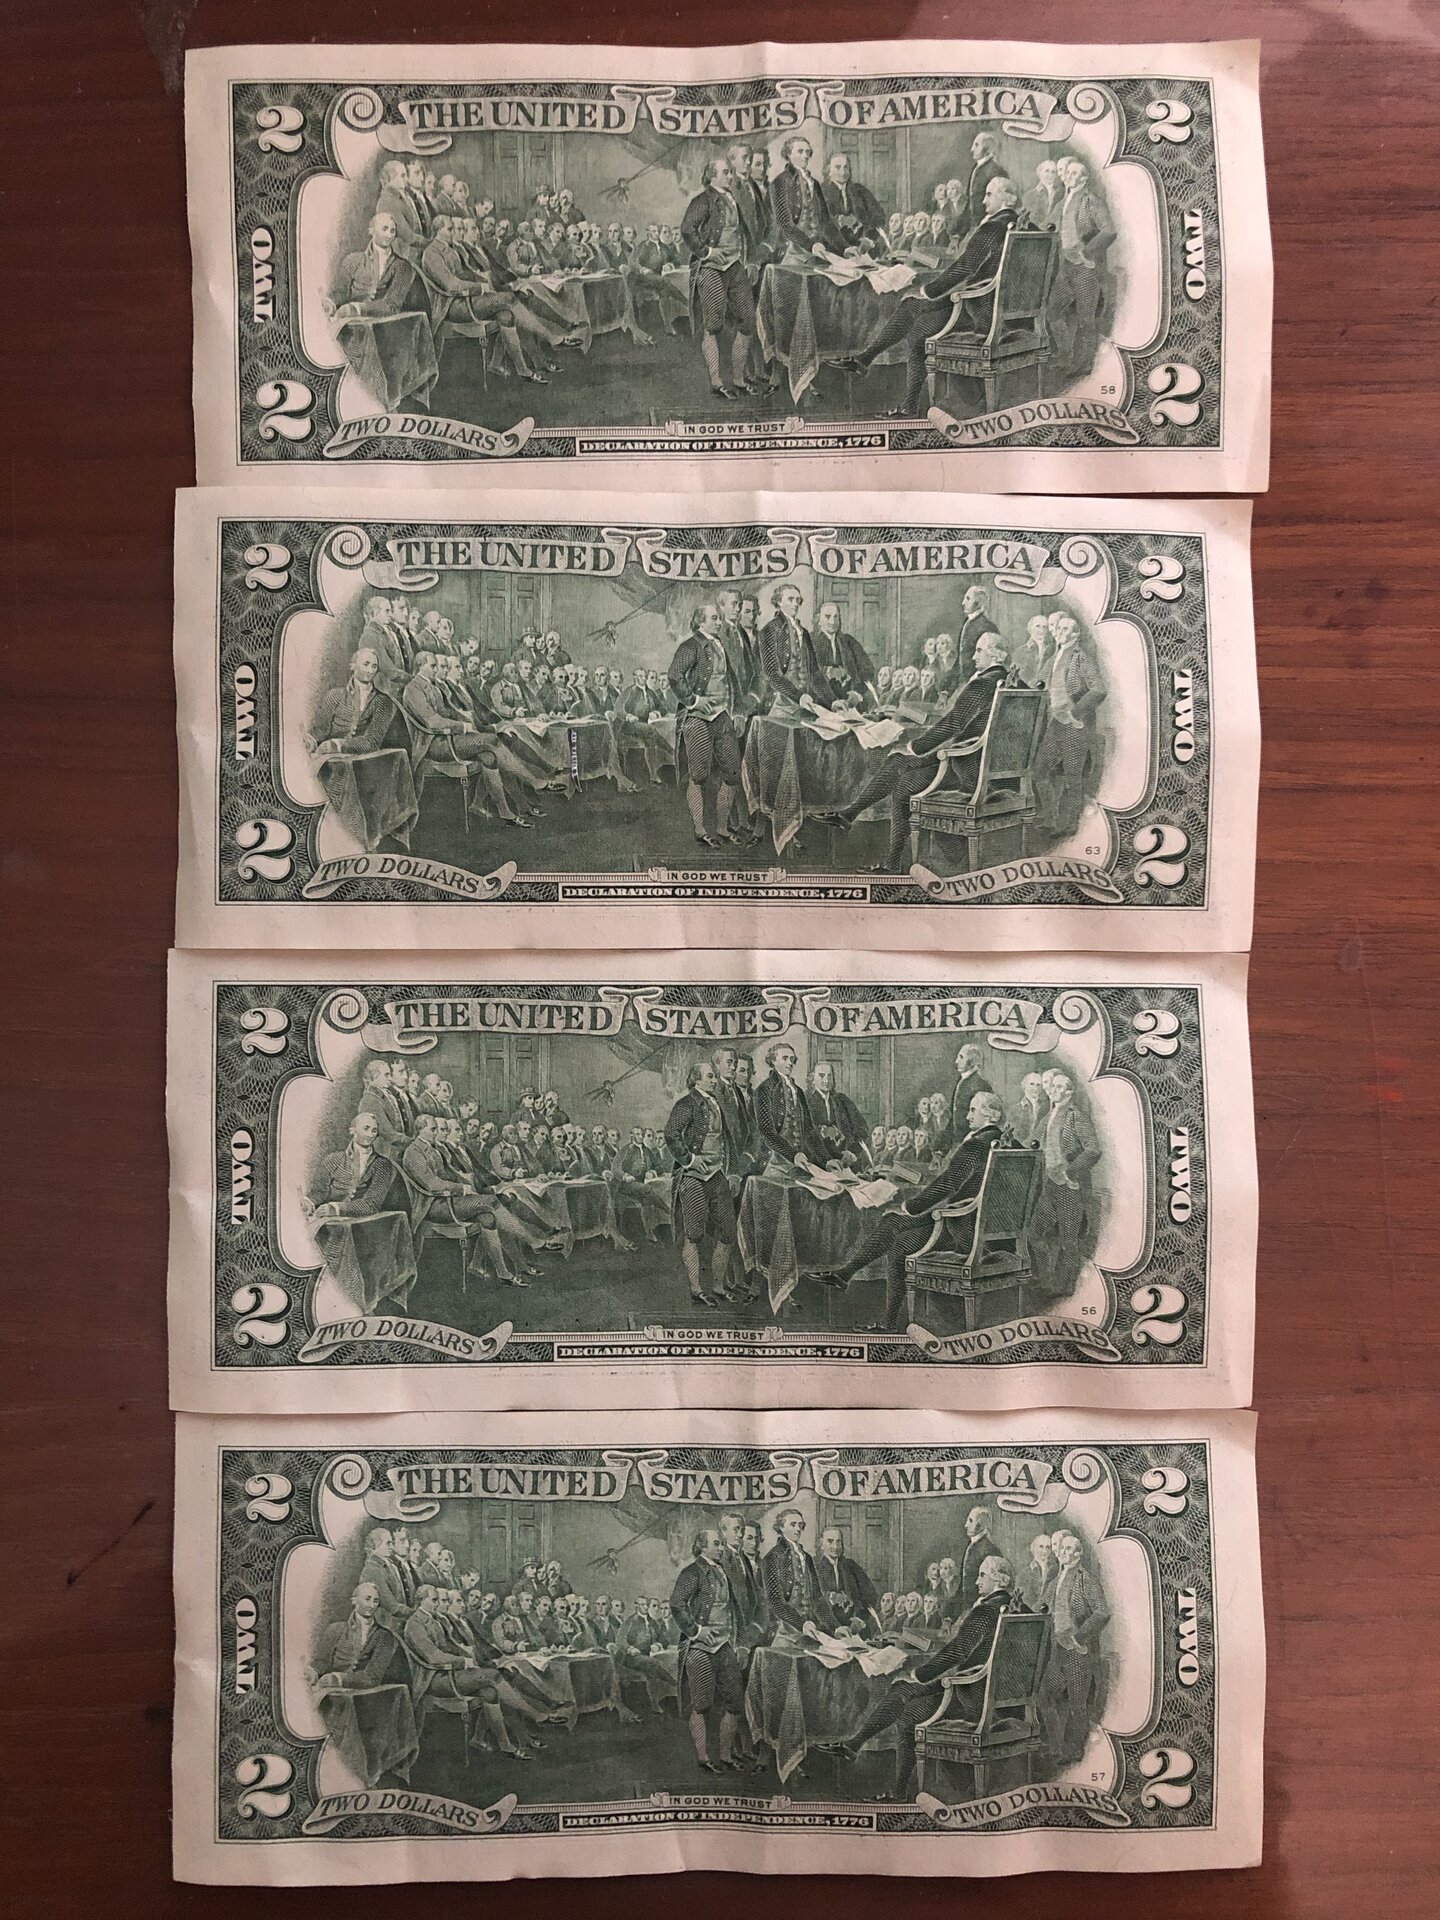 2 THE UNITED STATES OF AMERICA 2
TWO TWO
58
2 TWO DOLLARS IN GOD WE TRUST TWO DOLLARS 2
DECLARATION OF INDEPENDENCE, 1776
2 THE UNITED STATES OF AMERICA 2
TWO TWO
63
2 TWO DOLLARS IN GOD WE TRUST TWO DOLLARS 2
DECLARATION OF INDEPENDENCE, 1776
2 THE UNITED STATES OF AMERICA 2
TWO TWO
56
2 TWO DOLLARS IN GOD WE TRUST TWO DOLLARS 2
DECLARATION OF INDEPENDENCE, 1776
2 THE UNITED STATES OF AMERICA 2
TWO TWO
57
2 TWO DOLLARS IN GOD WE TRUST TWO DOLLARS 2
DECLARATION OF INDEPENDENCE, 1776